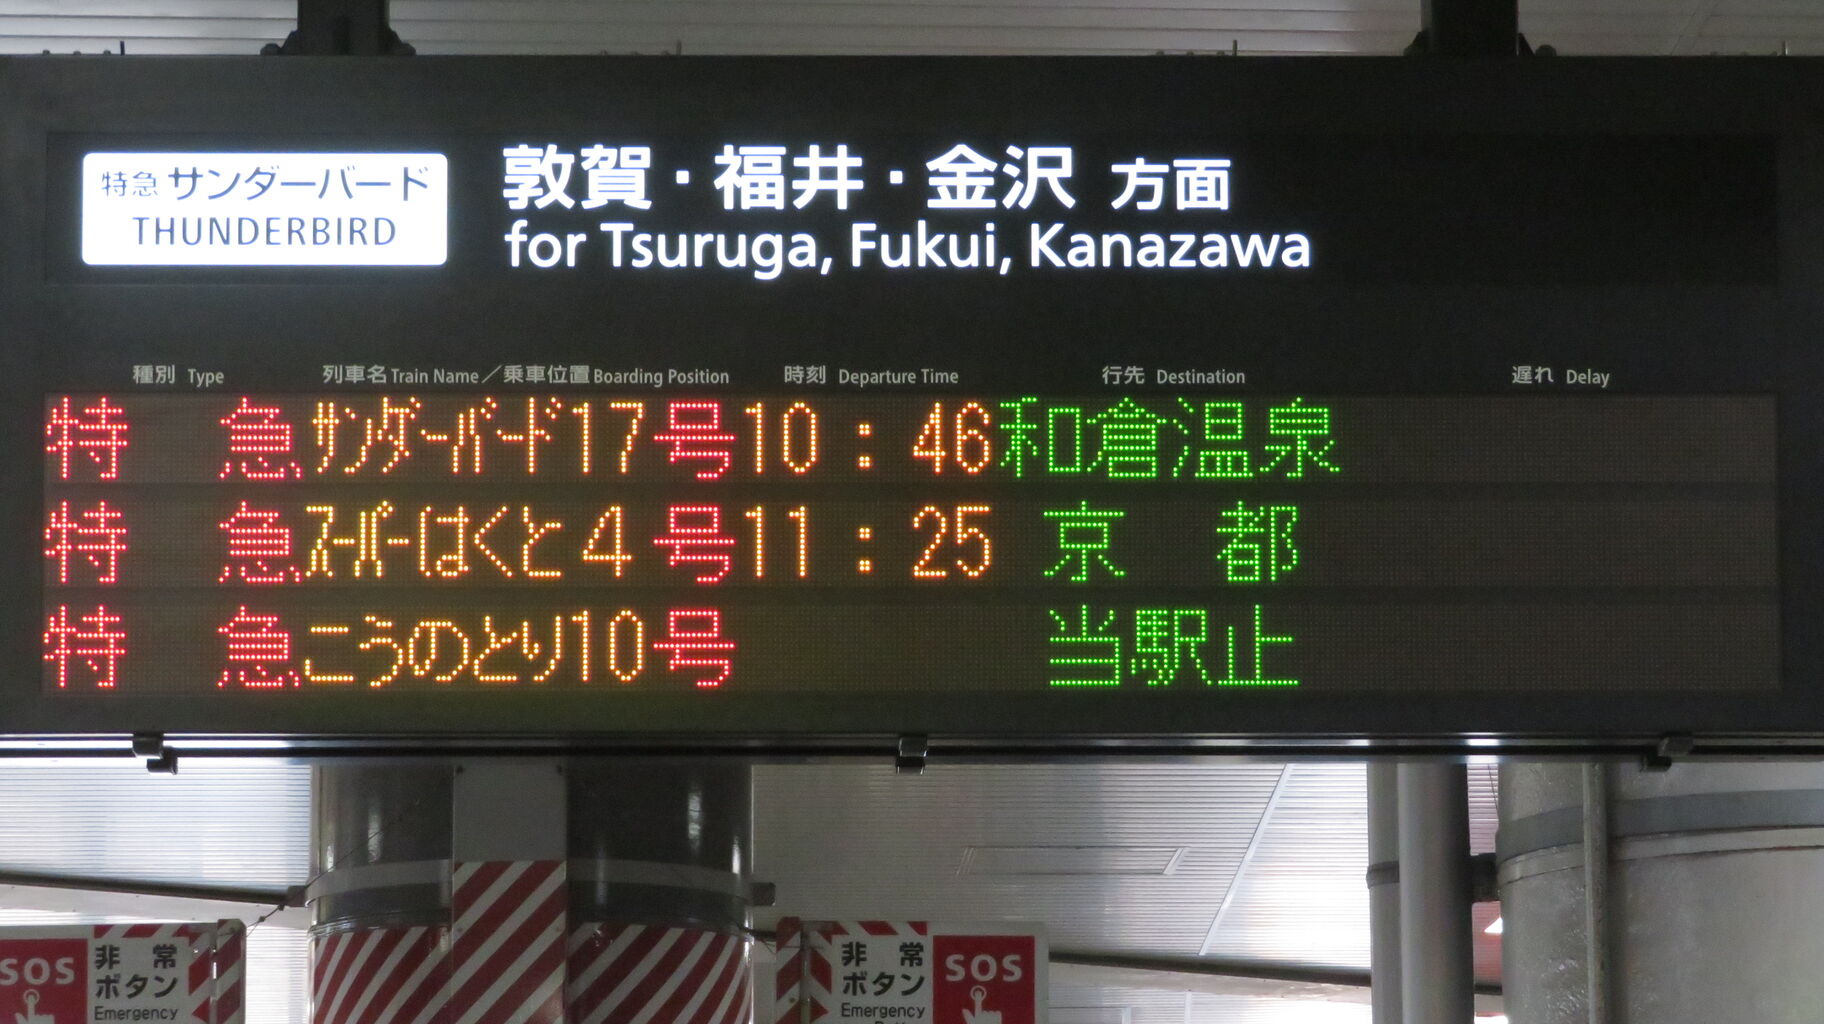 特急 サンダーバード
THUNDERBIRD
敦賀・福井・金沢 方面
for Tsuruga, Fukui, Kanazawa
種別 Type 列車名 Train Name／乗車位置 Boarding Position 時刻 Departure Time 行先 Destination 遅れ Delay
特急 サンダーバード17号 10:46 和倉温泉
特急 スーパーはくと4号 11:25 京都
特急 こうのとり10号 当駅止
SOS 非常ボタン
Emergency
非常ボタン SOS
Emergency